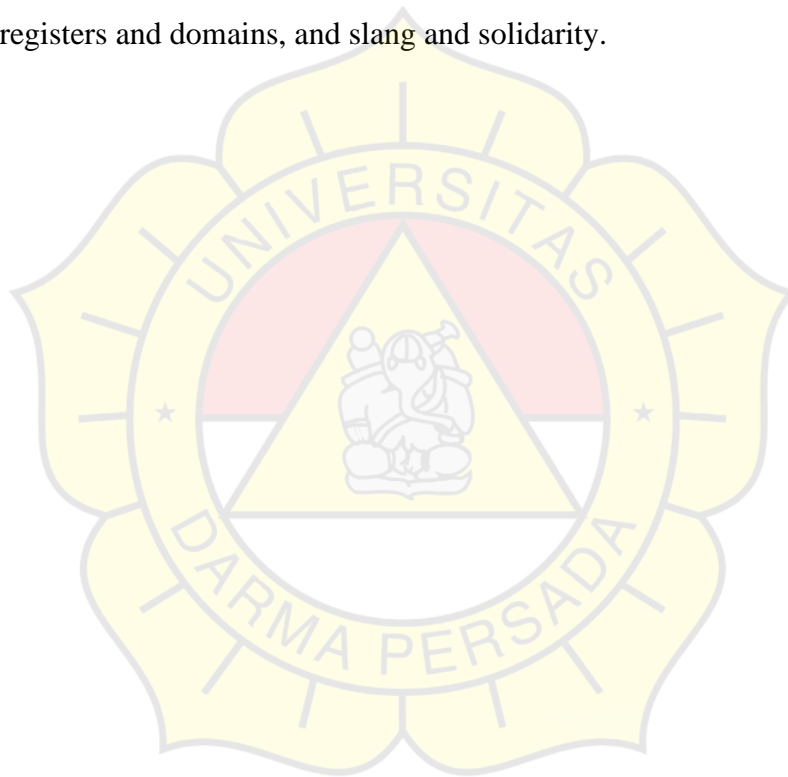 registers and domains, and slang and solidarity.
UNIVERSITAS
DARMA PERSADA